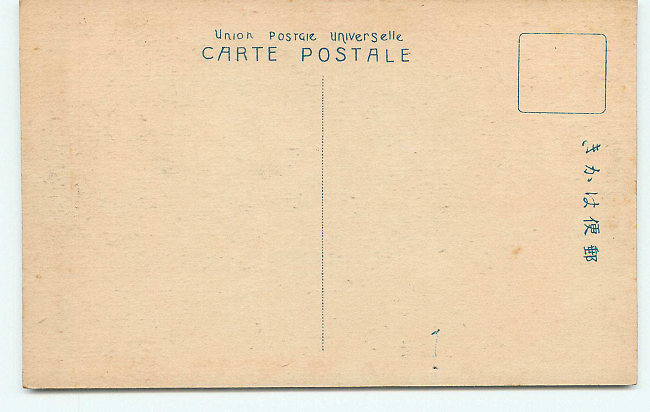 Union Postale Universelle
CARTE POSTALE
きかは便郵